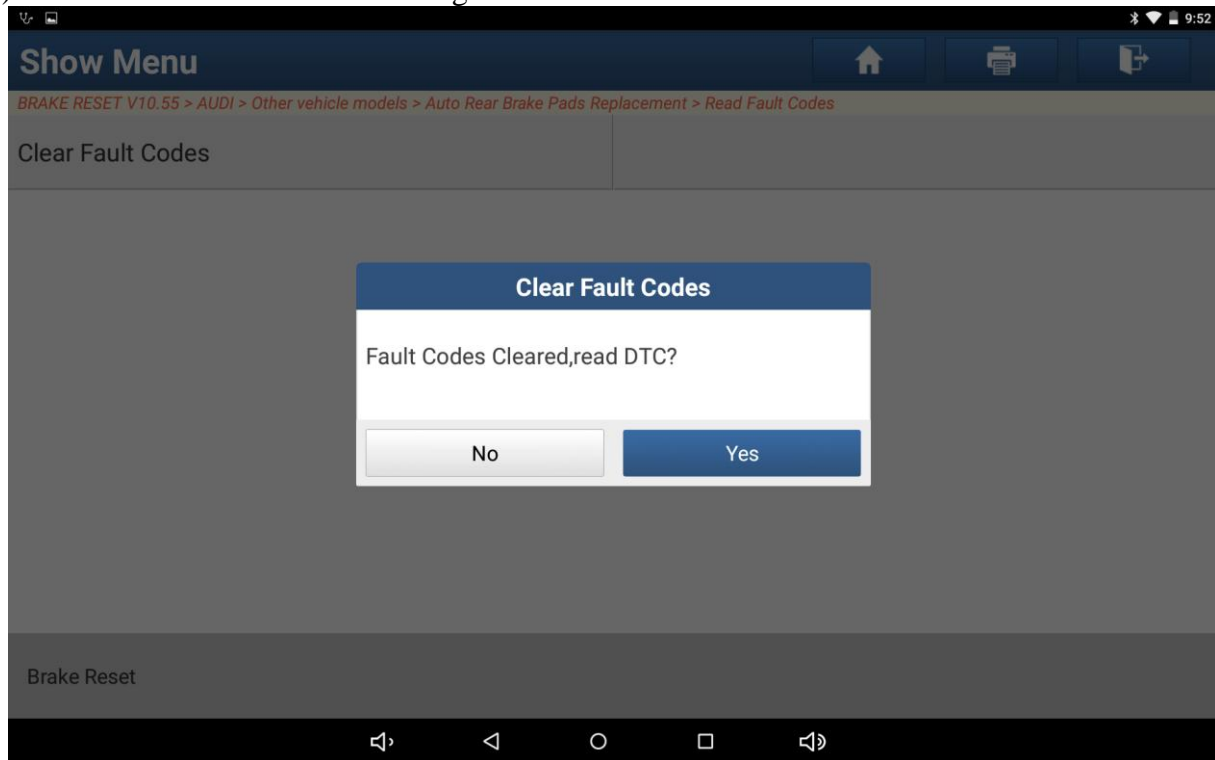 9:52
Show Menu
BRAKE RESET V10.55 > AUDI > Other vehicle models > Auto Rear Brake Pads Replacement > Read Fault Codes
Clear Fault Codes
Clear Fault Codes
Fault Codes Cleared,read DTC?
No Yes
Brake Reset